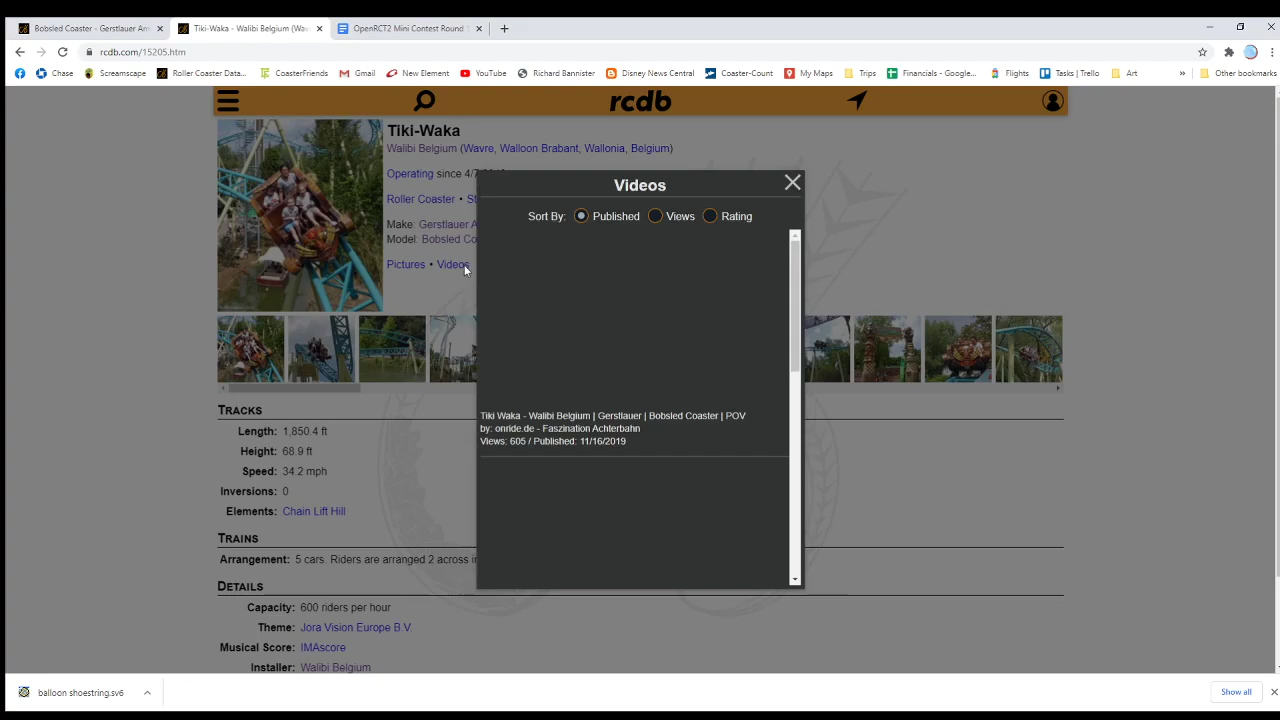 Bobsled Coaster - Gerstlauer Am
Tiki-Waka - Walibi Belgium (Wav
OpenRCT2 Mini Contest Round
rcdb.com/15205.htm
Chase
Screamscape
Roller Coaster Data...
CoasterFriends
Gmail
New Element
YouTube
Richard Bannister
Disney News Central
Coaster-Count
My Maps
Trips
Financials - Google...
Flights
Tasks | Trello
Art
»
Other bookmarks
rcdb
Tiki-Waka
Walibi Belgium (Wavre, Walloon Brabant, Wallonia, Belgium)
Operating since 4/7
Roller Coaster • St
Make: Gerstlauer A
Model: Bobsled Co
Pictures • Videos
Videos
Sort By: Published Views Rating
Tiki Waka - Walibi Belgium | Gerstlauer | Bobsled Coaster | POV
by: onride.de - Faszination Achterbahn
Views: 605 / Published: 11/16/2019
Tracks
Length: 1,850.4 ft
Height: 68.9 ft
Speed: 34.2 mph
Inversions: 0
Elements: Chain Lift Hill
Trains
Arrangement: 5 cars. Riders are arranged 2 across i
Details
Capacity: 600 riders per hour
Theme: Jora Vision Europe B.V.
Musical Score: IMAscore
Installer: Walibi Belgium
balloon shoestring.sv6
Show all